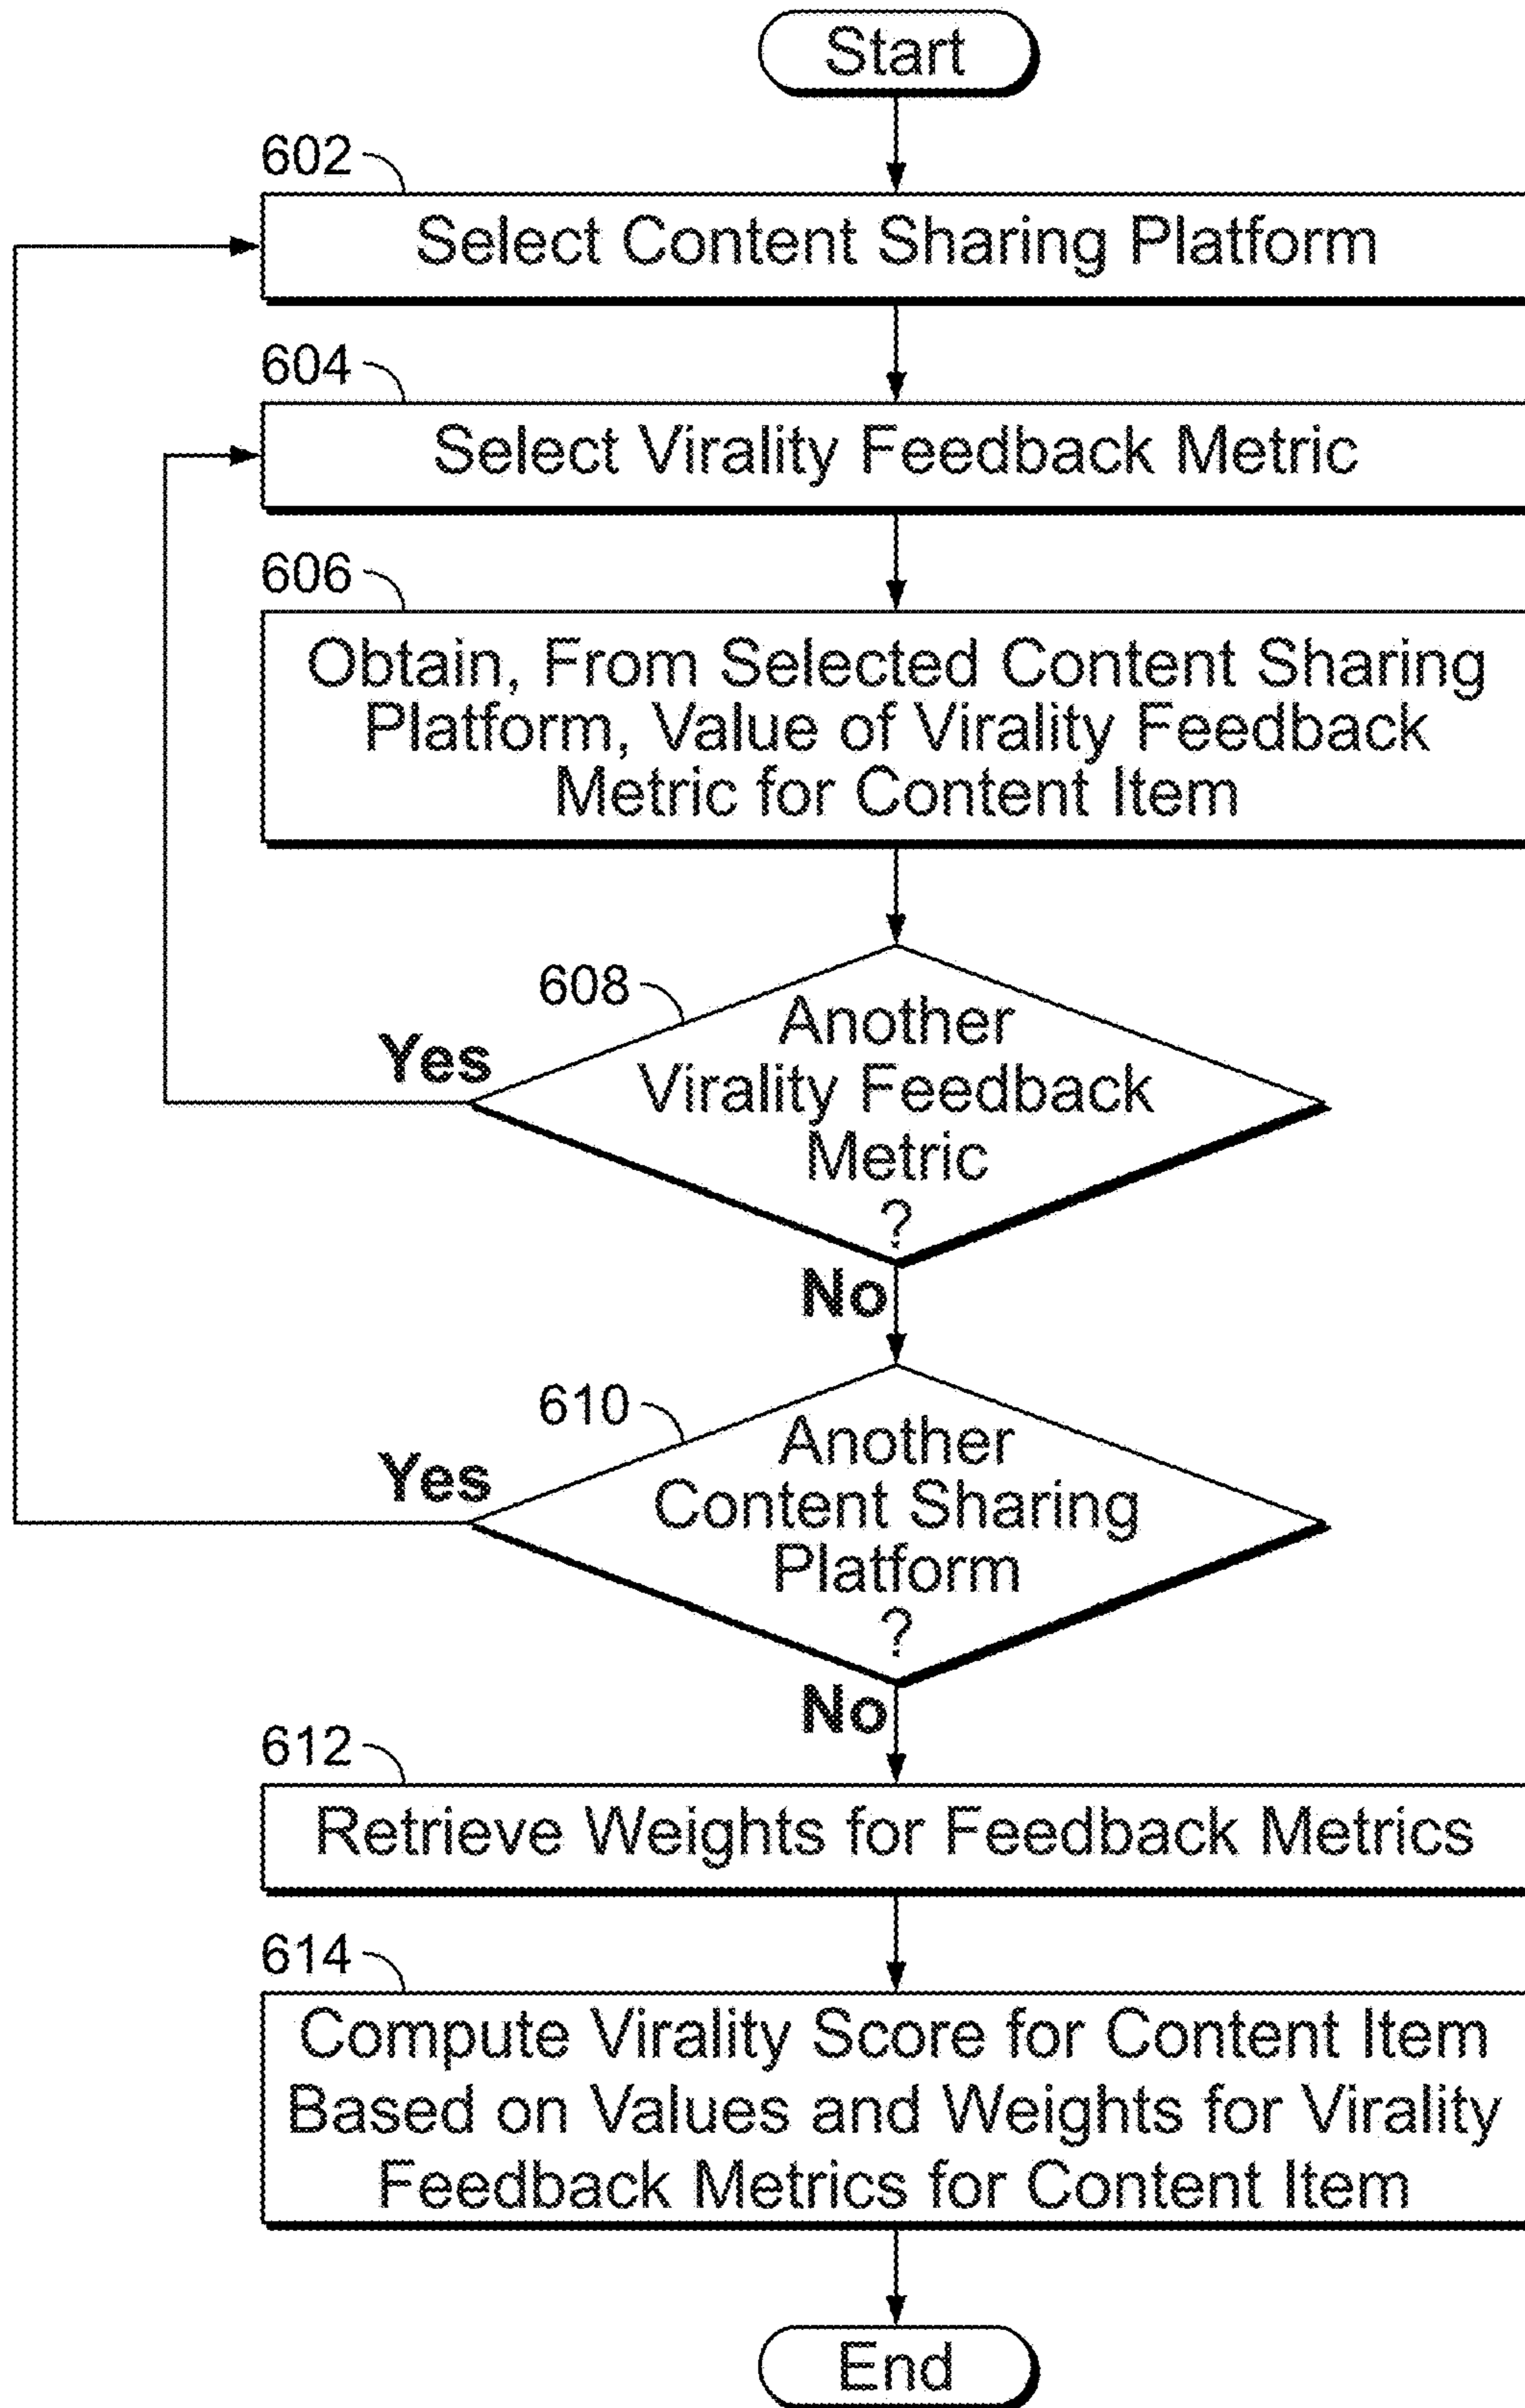 Start
602
Select Content Sharing Platform
604
Select Virality Feedback Metric
606
Obtain, From Selected Content Sharing
Platform, Value of Virality Feedback
Metric for Content Item
608
Another
Virality Feedback
Metric
?
Yes
No
610
Another
Content Sharing
Platform
?
Yes
No
612
Retrieve Weights for Feedback Metrics
614
Compute Virality Score for Content Item
Based on Values and Weights for Virality
Feedback Metrics for Content Item
End